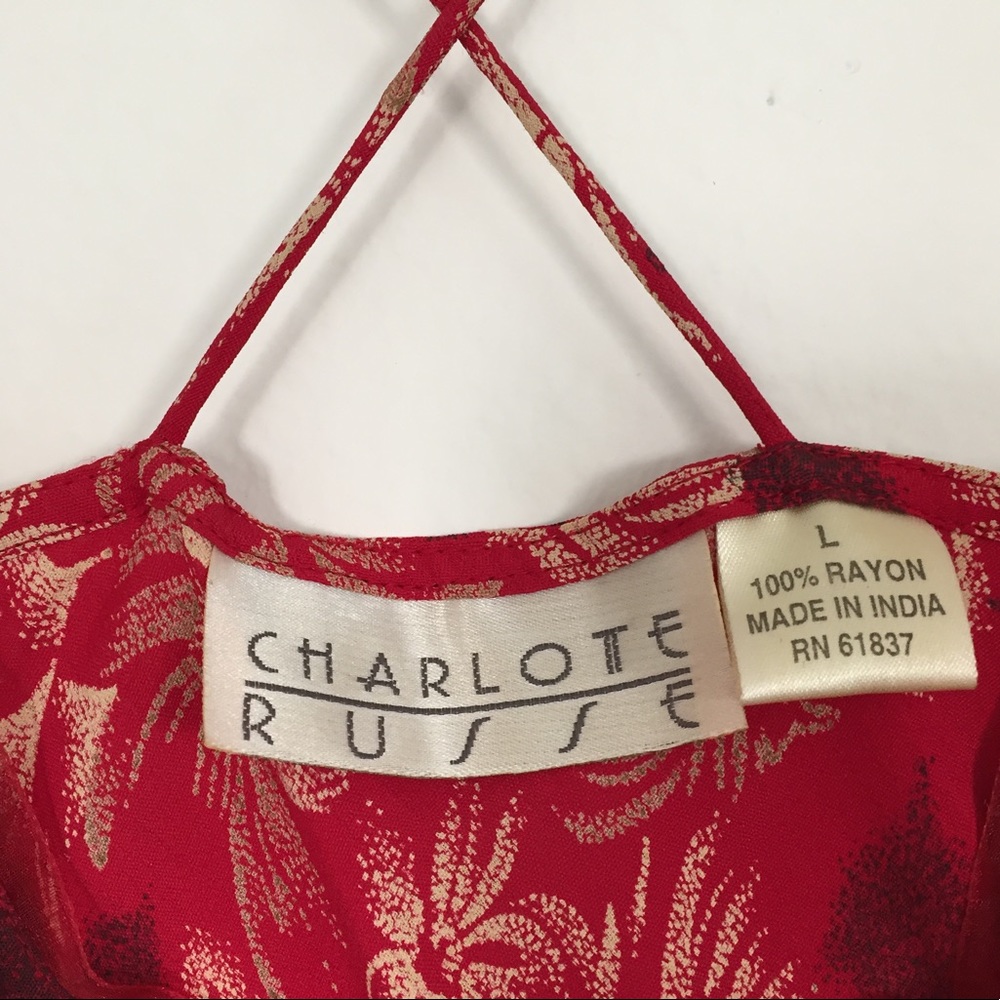 CHARLOTTE
RUSSE
L
100% RAYON
MADE IN INDIA
RN 61837